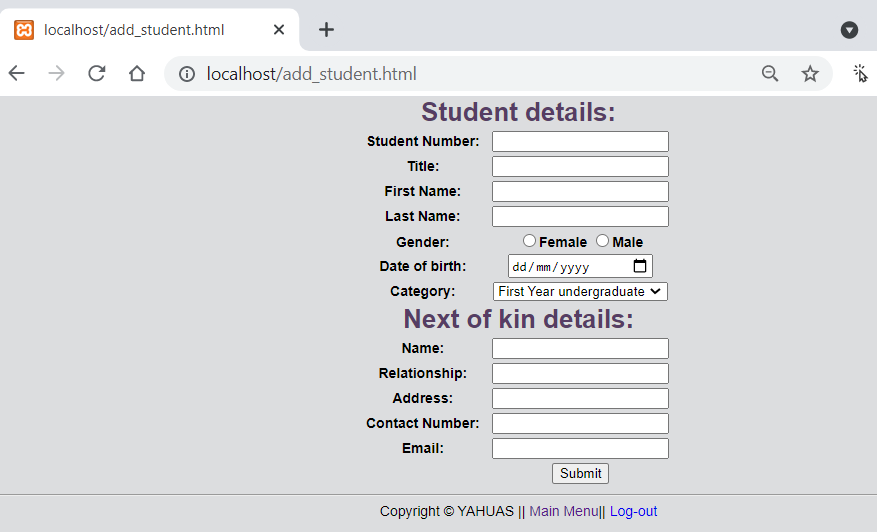 localhost/add_student.html
localhost/add_student.html
Student details:
Student Number:
Title:
First Name:
Last Name:
Gender: Female Male
Date of birth: dd/mm/yyyy
Category: First Year undergraduate
Next of kin details:
Name:
Relationship:
Address:
Contact Number:
Email:
Submit
Copyright © YAHUAS || Main Menu|| Log-out